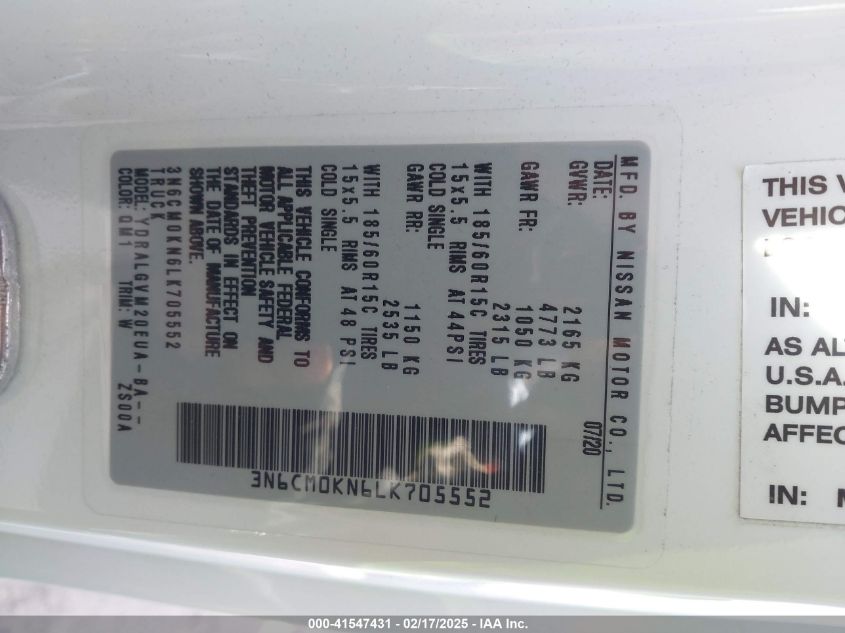 MFD. BY NISSAN MOTOR CO., LTD.
DATE: 07/20
GVWR: 2165 KG
4773 LB
GAWR FR: 1050 KG
2315 LB
WITH 185/60R15C TIRES
15x5.5 RIMS AT 44PSI
COLD SINGLE
GAWR RR: 1150 KG
2535 LB
WITH 185/60R15C TIRES
15x5.5 RIMS AT 48 PSI
COLD SINGLE
THIS VEHICLE CONFORMS TO
ALL APPLICABLE FEDERAL
MOTOR VEHICLE SAFETY AND
THEFT PREVENTION
STANDARDS IN EFFECT ON
THE DATE OF MANUFACTURE
SHOWN ABOVE.
3N6CM0KN6LK705552
TRUCK
MODEL: YDRALGVM20EUA-BA--
COLOR: QM1 TRIM: W ZS00A
3N6CM0KN6LK705552
THIS V
VEHIC
IN:
AS AL
U.S.A.
BUMP
AFFEC
IN: M
000-41547431 - 02/17/2025 - IAA Inc.